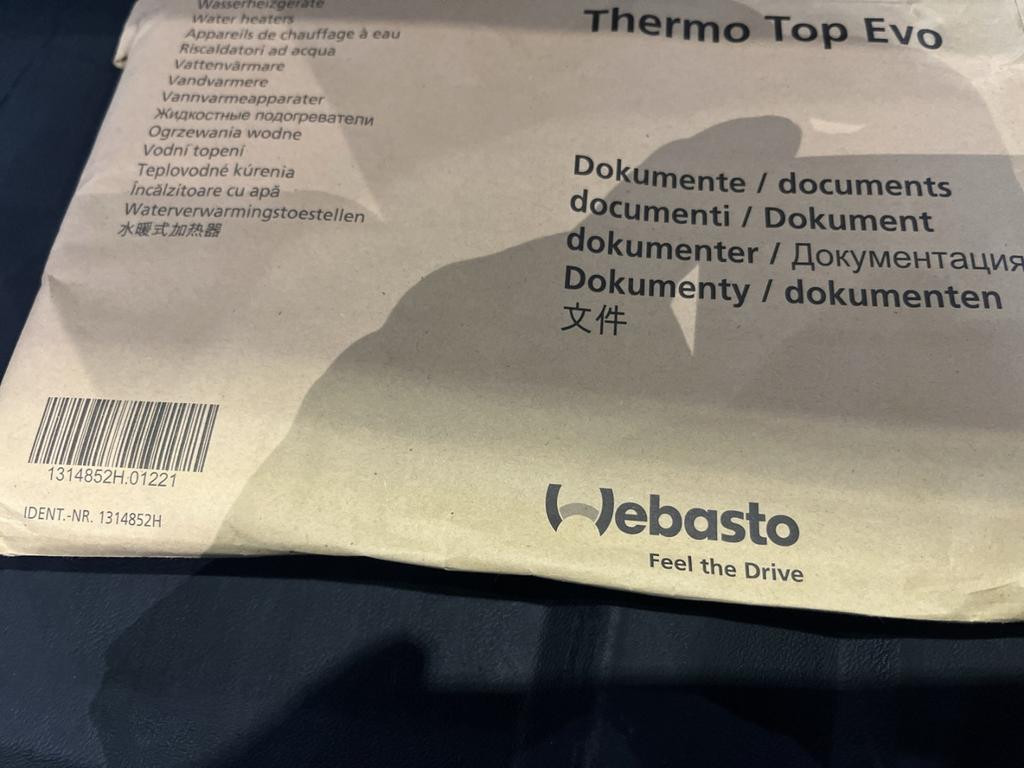 Wasserheizgeräte
Water heaters
Appareils de chauffage à eau
Riscaldatori ad acqua
Vattenvärmare
Vandvarmere
Vannvarmeapparater
Жидкостные подогреватели
Ogrzewania wodne
Vodní topení
Teplovodné kúrenia
Încălzitoare cu apă
Waterverwarmingstoestellen
水暖式加热器
Thermo Top Evo
Dokumente / documents
documenti / Dokument
dokumenter / Документация
Dokumenty / dokumenten
文件
1314852H.01221
IDENT.-NR. 1314852H
Webasto
Feel the Drive